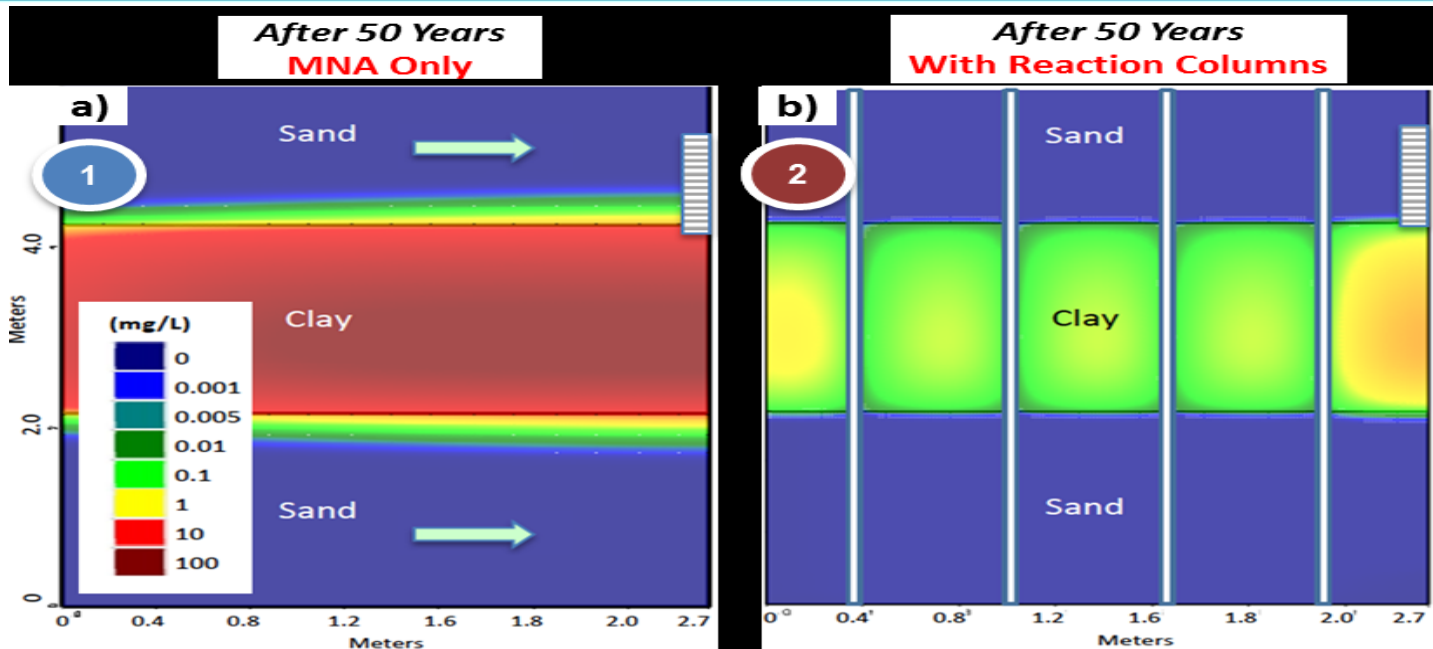 After 50 Years
MNA Only
a)
1
Sand
Clay
Sand
Meters
4.0
2.0
0
(mg/L)
0
0.001
0.005
0.01
0.1
1
10
100
0 0.4 0.8 1.2 1.6 1.8 2.0 2.7
Meters
After 50 Years
With Reaction Columns
b)
2
Sand
Clay
Sand
0 0.4 0.8 1.2 1.6 1.8 2.0 2.7
Meters